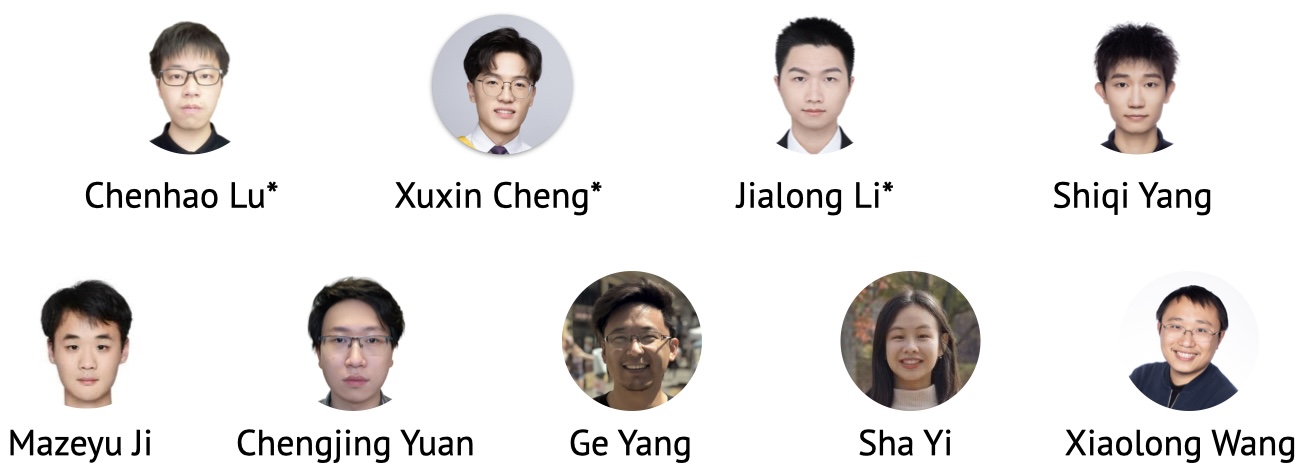 Chenhao Lu* Xuxin Cheng* Jialong Li* Shiqi Yang
Mazeyu Ji Chengjing Yuan Ge Yang Sha Yi Xiaolong Wang